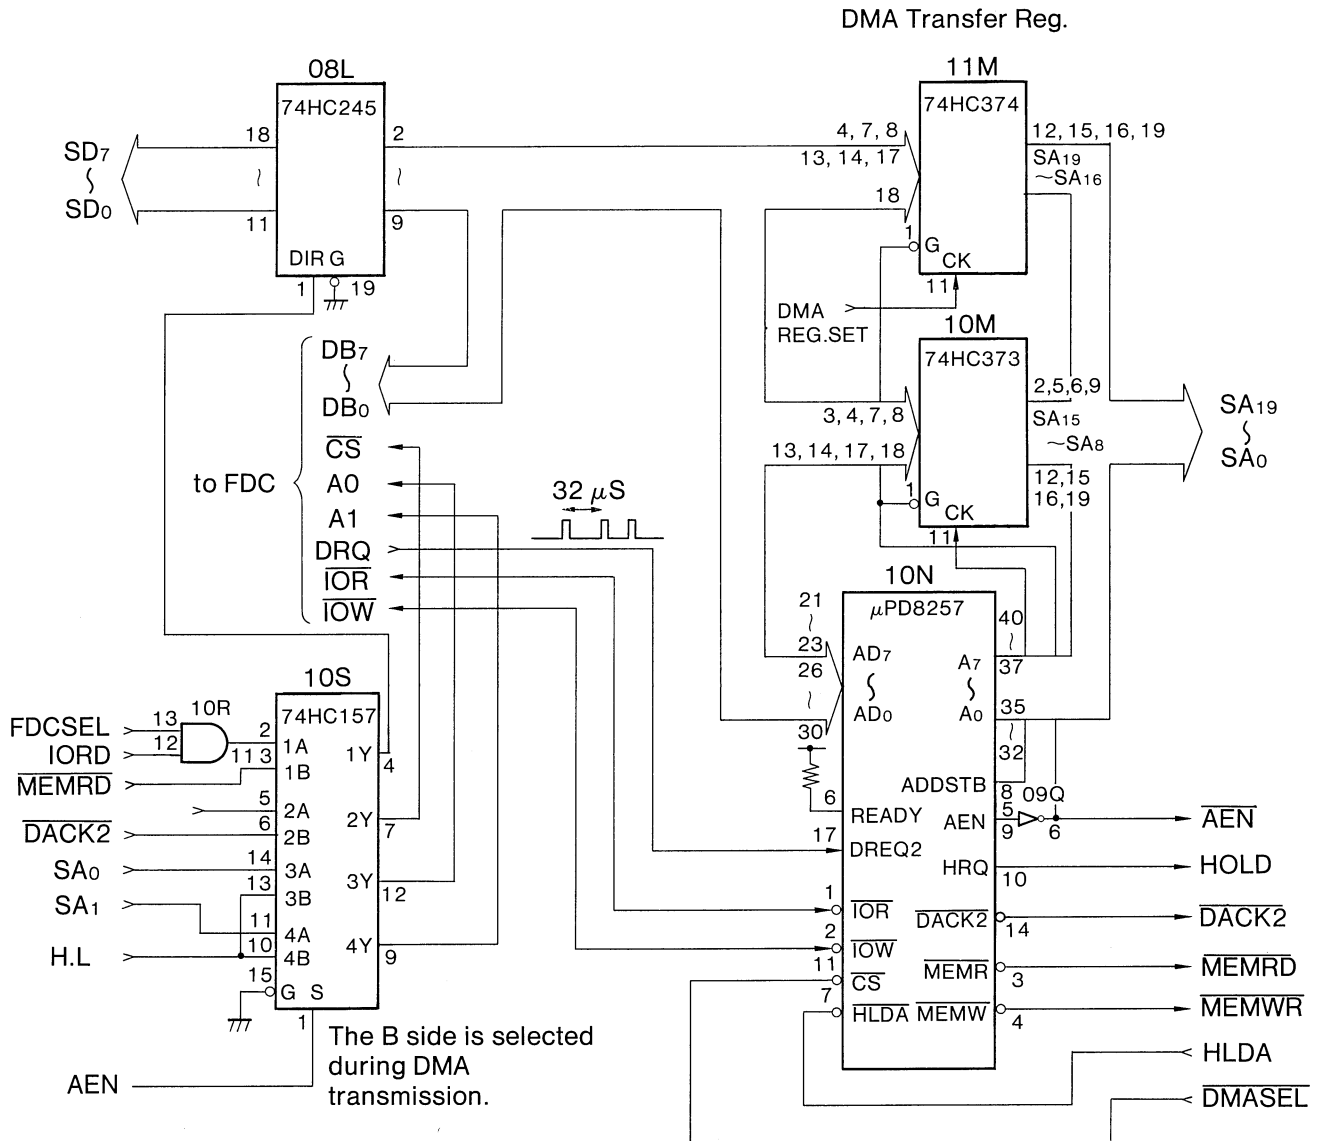 DMA Transfer Reg.
08L
11M
74HC245
74HC374
SD7
SD0
18
11
2
9
DIR G
1
19
4, 7, 8
13, 14, 17
18
12, 15, 16, 19
SA19
~SA16
1
G
CK
11
DMA
REG.SET
10M
74HC373
DB7
DB0
CS
A0
A1
DRQ
IOR
IOW
to FDC
32 μS
3, 4, 7, 8
13, 14, 17, 18
2,5,6,9
SA15
~SA8
12,15
16,19
1
G
CK
11
SA19
SA0
10N
μPD8257
21
23
26
30
AD7
AD0
A7
A0
40
37
35
32
ADDSTB
8
6
READY
17
DREQ2
AEN
5
9
09Q
6
AEN
HRQ
10
HOLD
1
IOR
DACK2
14
DACK2
2
IOW
MEMR
3
MEMRD
11
CS
7
HLDA
MEMW
4
MEMWR
HLDA
DMASEL
10S
74HC157
10R
FDCSEL
13
IORD
12
11
2
1A
3
1B
MEMRD
5
2A
DACK2
6
2B
SA0
14
3A
13
3B
SA1
11
4A
H.L
10
4B
15
G S
1
1Y
4
2Y
7
3Y
12
4Y
9
AEN
The B side is selected
during DMA
transmission.